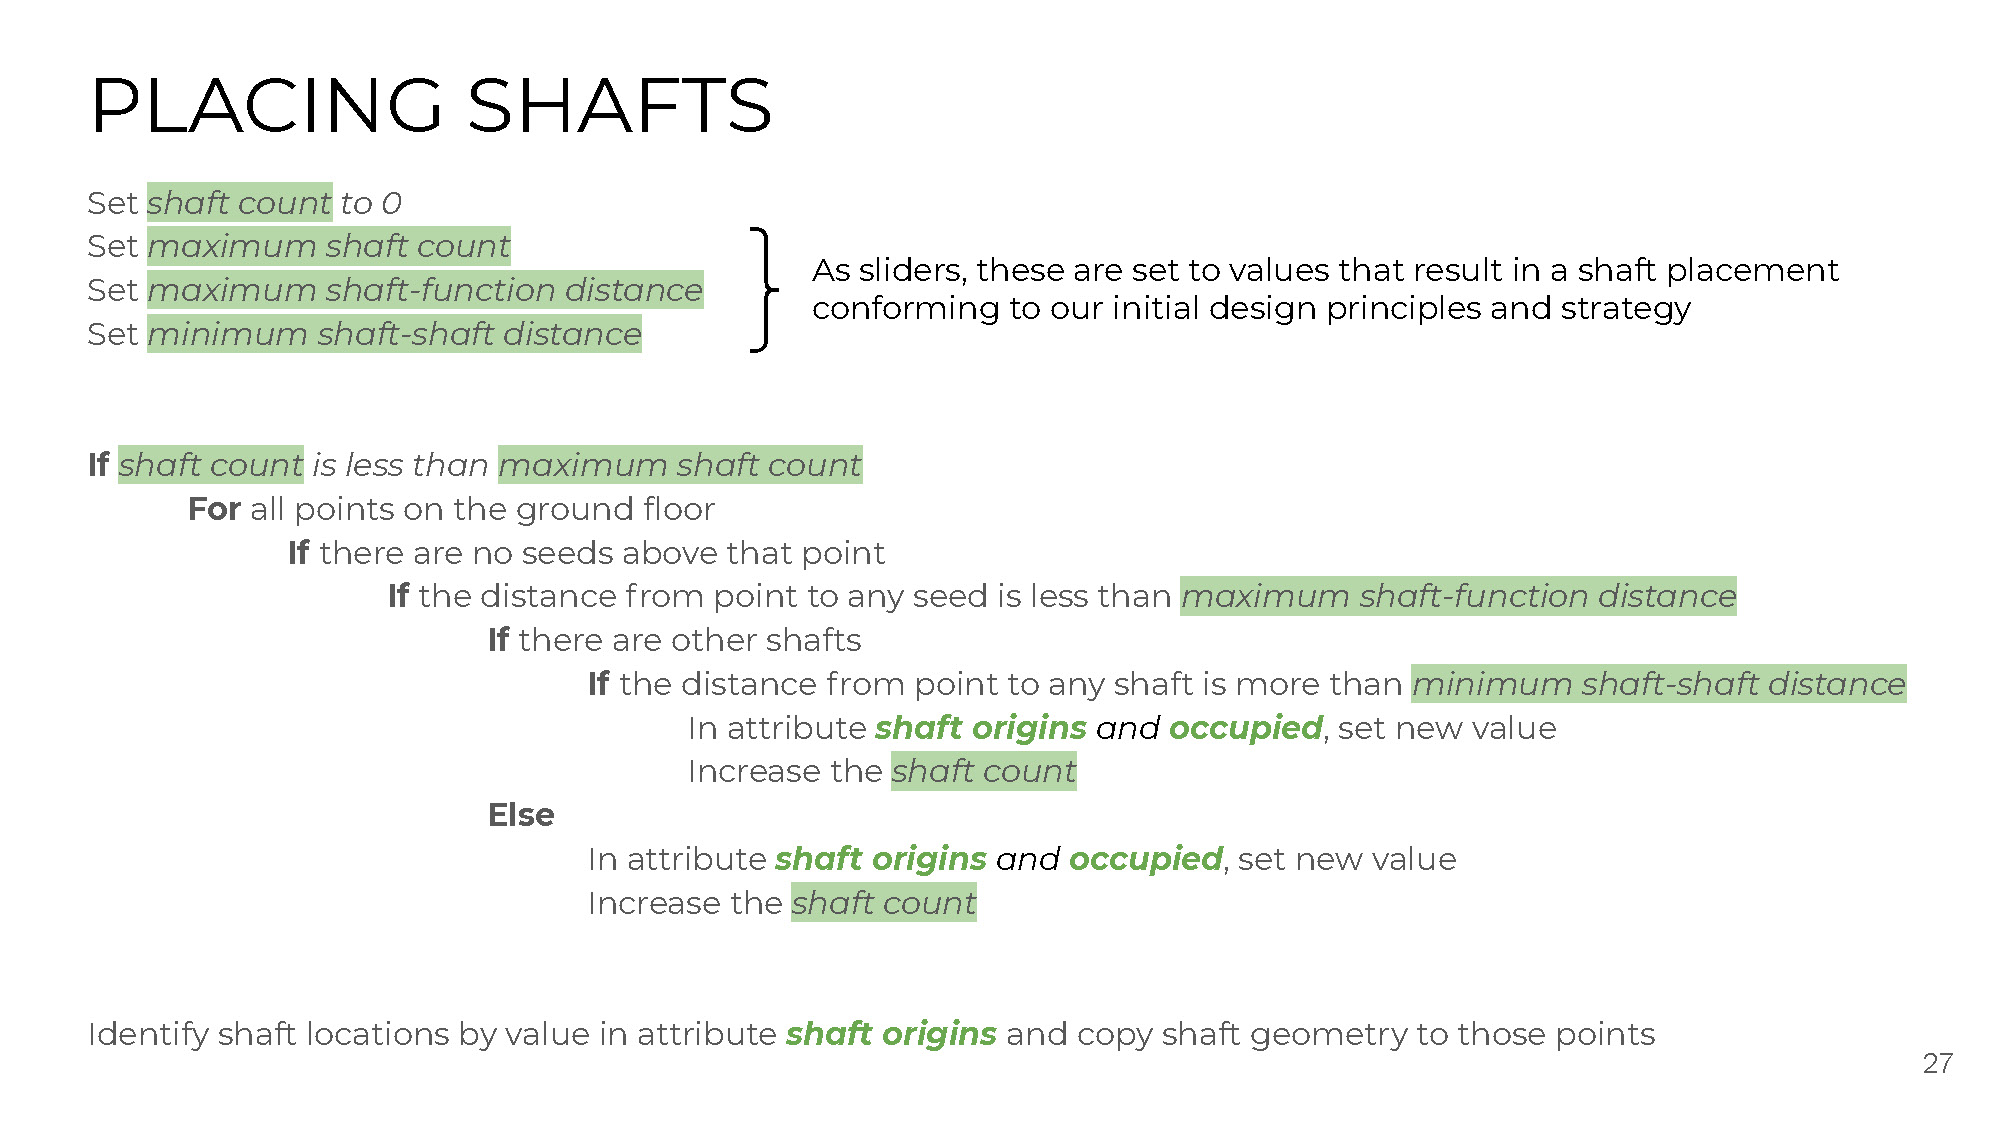 PLACING SHAFTS
Set shaft count to 0
Set maximum shaft count
Set maximum shaft-function distance
Set minimum shaft-shaft distance
As sliders, these are set to values that result in a shaft placement
conforming to our initial design principles and strategy
If shaft count is less than maximum shaft count
For all points on the ground floor
If there are no seeds above that point
If the distance from point to any seed is less than maximum shaft-function distance
If there are other shafts
If the distance from point to any shaft is more than minimum shaft-shaft distance
In attribute shaft origins and occupied, set new value
Increase the shaft count
Else
In attribute shaft origins and occupied, set new value
Increase the shaft count
Identify shaft locations by value in attribute shaft origins and copy shaft geometry to those points
27